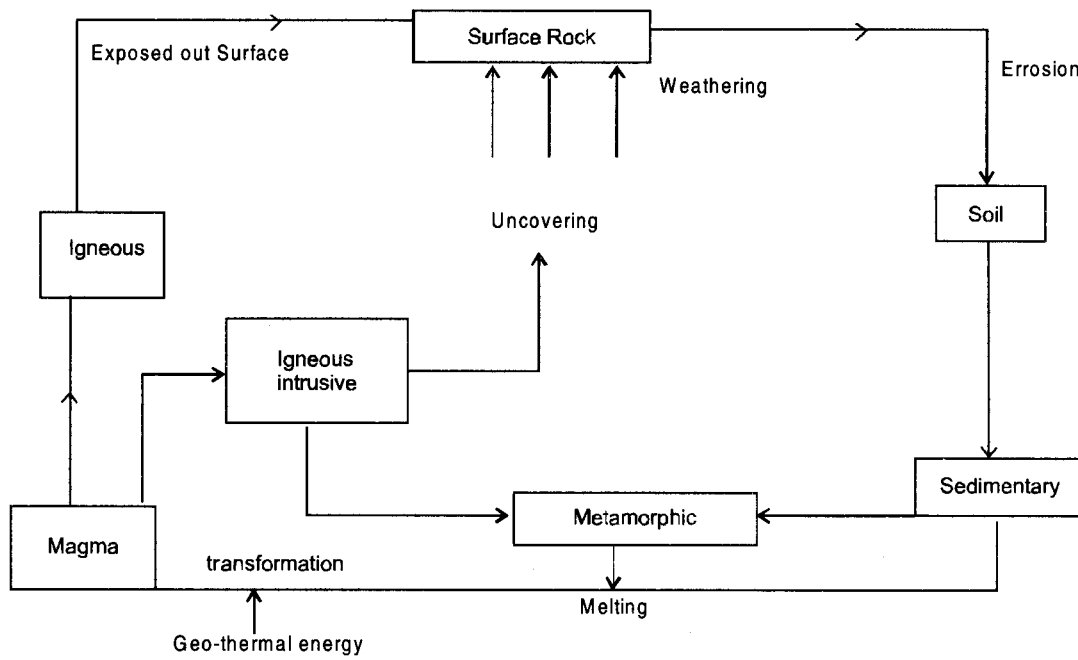 Surface Rock
Exposed out Surface
Weathering
Errosion
Soil
Uncovering
Igneous
Igneous
intrusive
Sedimentary
Metamorphic
Magma
transformation
Melting
Geo-thermal energy